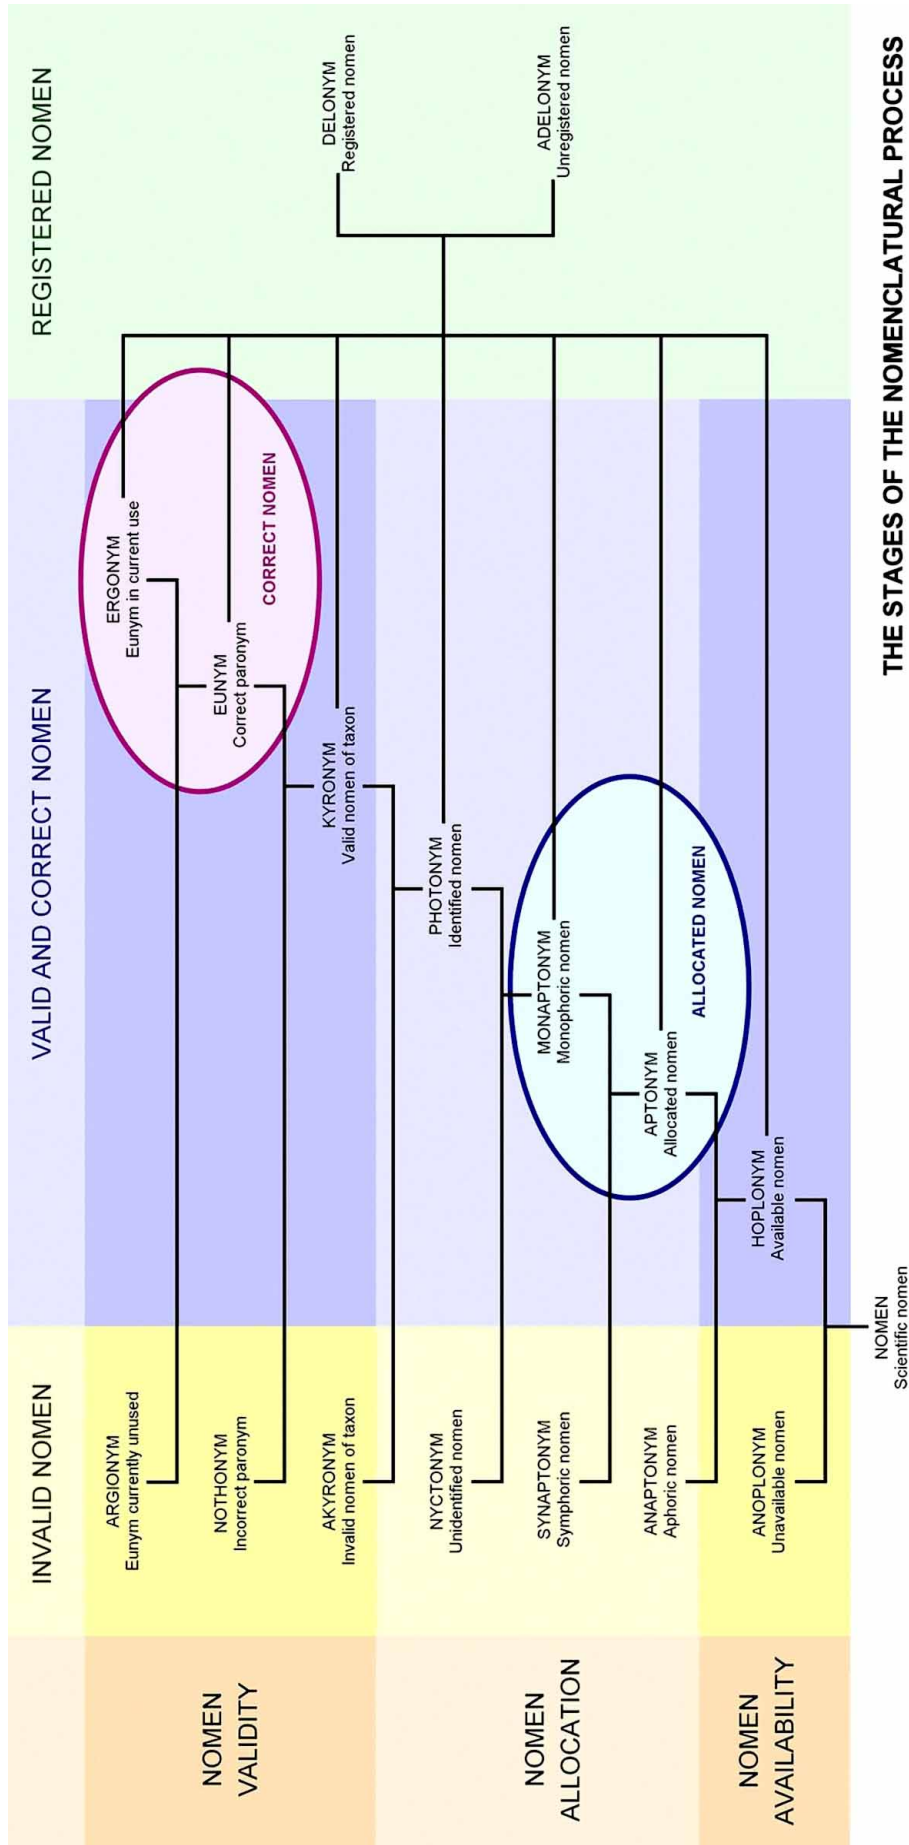 INVALID NOMEN
VALID AND CORRECT NOMEN
REGISTERED NOMEN
NOMEN
VALIDITY
ARGIONYM
Eunym currently unused
ERGONYM
Eunym in current use
NOTHONYM
Incorrect paronym
EUNYM
Correct paronym
CORRECT NOMEN
AKYRONYM
Invalid nomen of taxon
KYRONYM
Valid nomen of taxon
DELONYM
Registered nomen
NOMEN
ALLOCATION
NYCTONYM
Unidentified nomen
PHOTONYM
Identified nomen
SYNAPTONYM
Symphoric nomen
MONAPTONYM
Monophoric nomen
ADELONYM
Unregistered nomen
ANAPTONYM
Aphoric nomen
APTONYM
Allocated nomen
ALLOCATED NOMEN
NOMEN
AVAILABILITY
ANOPLONYM
Unavailable nomen
HOPLONYM
Available nomen
NOMEN
Scientific nomen
THE STAGES OF THE NOMENCLATURAL PROCESS